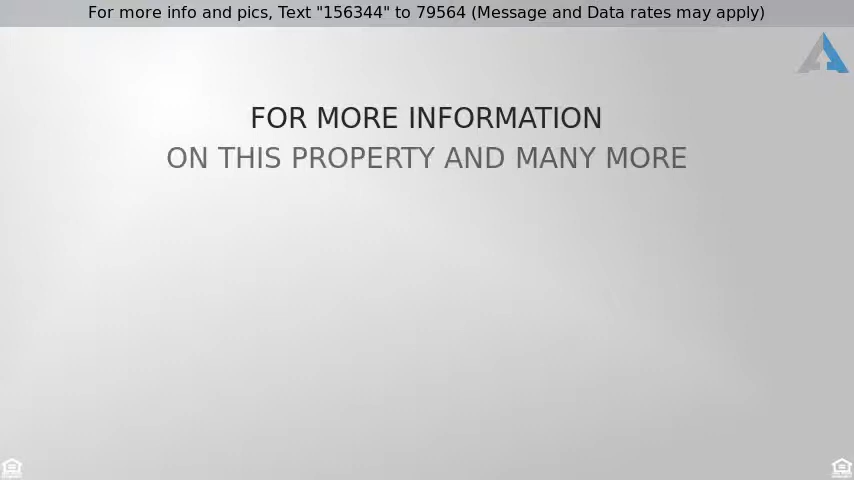 For more info and pics, Text "156344" to 79564 (Message and Data rates may apply)
FOR MORE INFORMATION
ON THIS PROPERTY AND MANY MORE